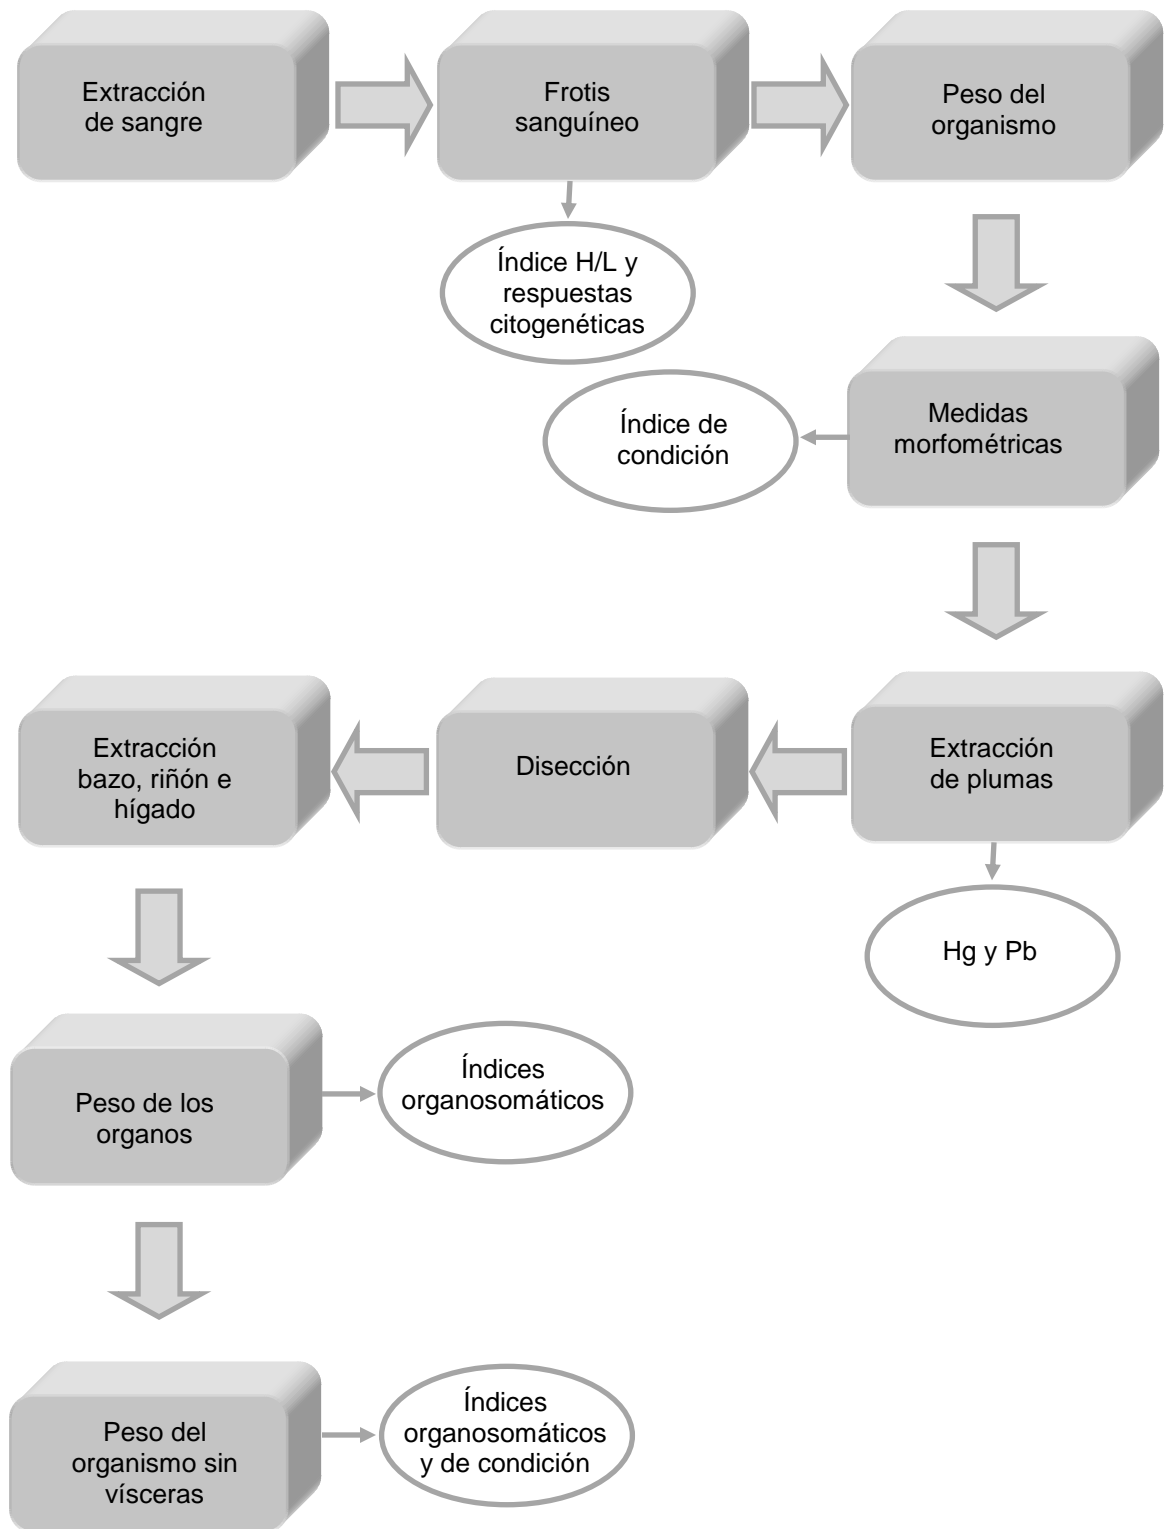 Extracción
de sangre
Frotis
sanguíneo
Peso del
organismo
Índice H/L y
respuestas
citogenéticas
Medidas
morfométricas
Índice de
condición
Extracción
de plumas
Hg y Pb
Disección
Extracción
bazo, riñón e
hígado
Peso de los
organos
Índices
organosomáticos
Peso del
organismo sin
vísceras
Índices
organosomáticos
y de condición